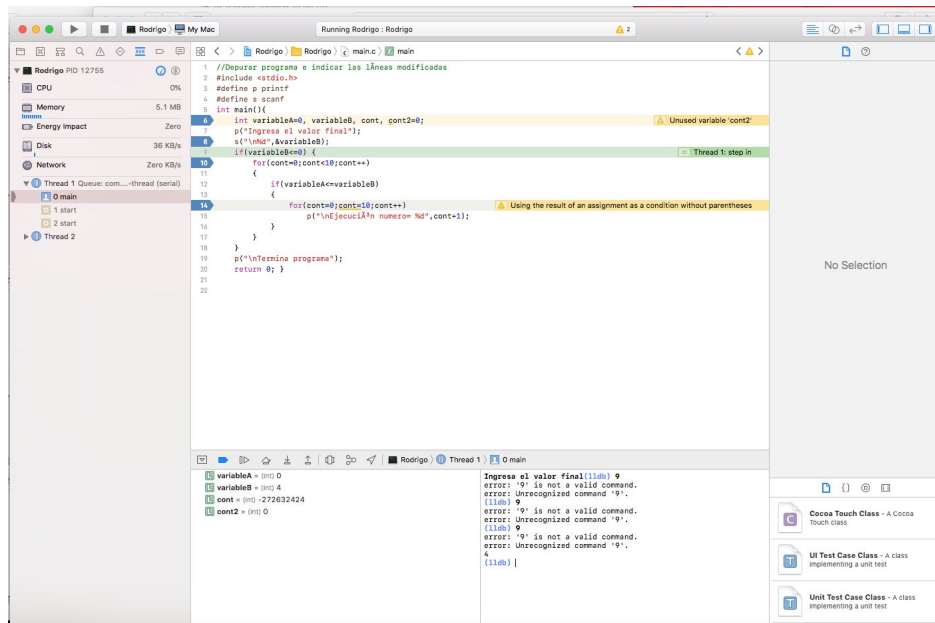 Rodrigo
My Mac
Running Rodrigo : Rodrigo
2
Rodrigo
Rodrigo
main.c
main
Rodrigo PID 12755
CPU
0%
Memory
5.1 MB
Energy Impact
Zero
Disk
36 KB/s
Network
Zero KB/s
Thread 1 Queue: com....-thread (serial)
0 main
1 start
2 start
Thread 2
1 //Depurar programa e indicar las lÃneas modificadas
2 #include <stdio.h>
3 #define p printf
4 #define s scanf
5 int main(){
6 int variableA=0, variableB, cont, cont2=0;
Unused variable 'cont2'
7 p("Ingresa el valor final");
8 s("\n%d",&variableB);
9 if(variableB<=0) {
Thread 1: step in
10 for(cont=0;cont<10;cont++)
11 {
12 if(variableA<=variableB)
13 {
14 for(cont=0;cont=10;cont++)
Using the result of an assignment as a condition without parentheses
15 p("\nEjecuciÃ³n numero= %d",cont+1);
16 }
17 }
18 }
19 p("\nTermina programa");
20 return 0; }
21
22
No Selection
Rodrigo
Thread 1
0 main
L variableA = (int) 0
L variableB = (int) 4
L cont = (int) -272632424
L cont2 = (int) 0
Ingresa el valor final(lldb) 9
error: '9' is not a valid command.
error: Unrecognized command '9'.
(lldb) 9
error: '9' is not a valid command.
error: Unrecognized command '9'.
(lldb) 9
error: '9' is not a valid command.
error: Unrecognized command '9'.
4
(lldb)
C
Cocoa Touch Class - A Cocoa
Touch class
T
UI Test Case Class - A class
implementing a unit test
T
Unit Test Case Class - A class
implementing a unit test